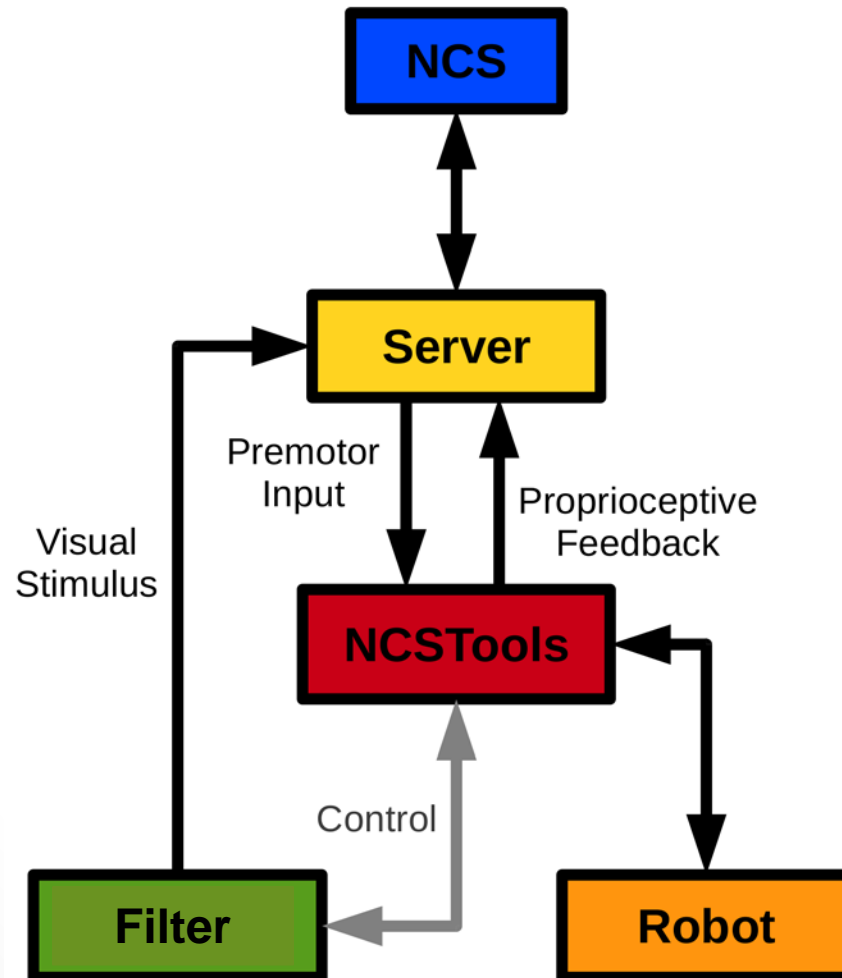 NCS
Server
Premotor
Input
Proprioceptive
Feedback
Visual
Stimulus
NCSTools
Control
Filter
Robot